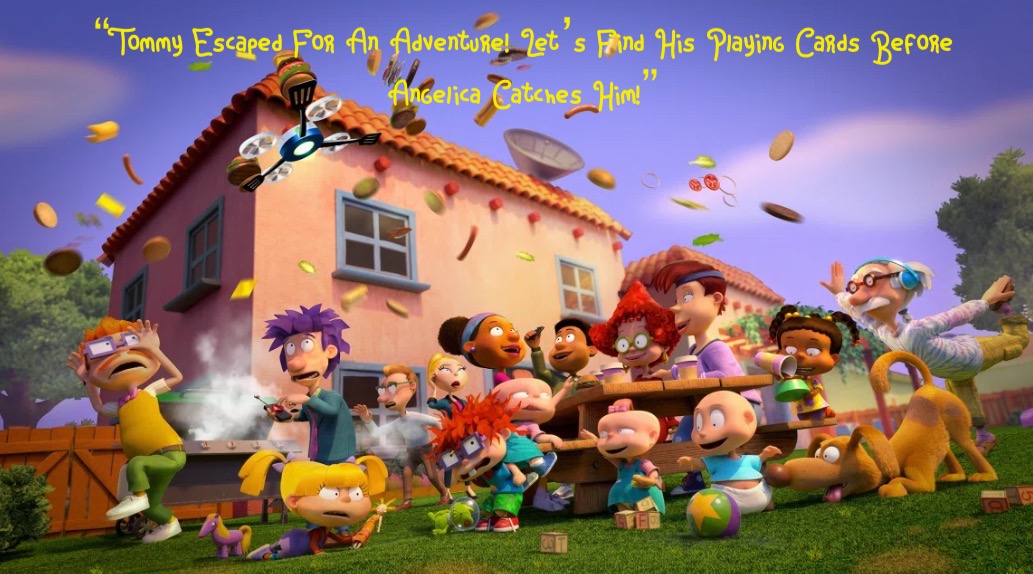 “Tommy Escaped For An Adventure! Let’s Find His Playing Cards Before
Angelica Catches Him!”